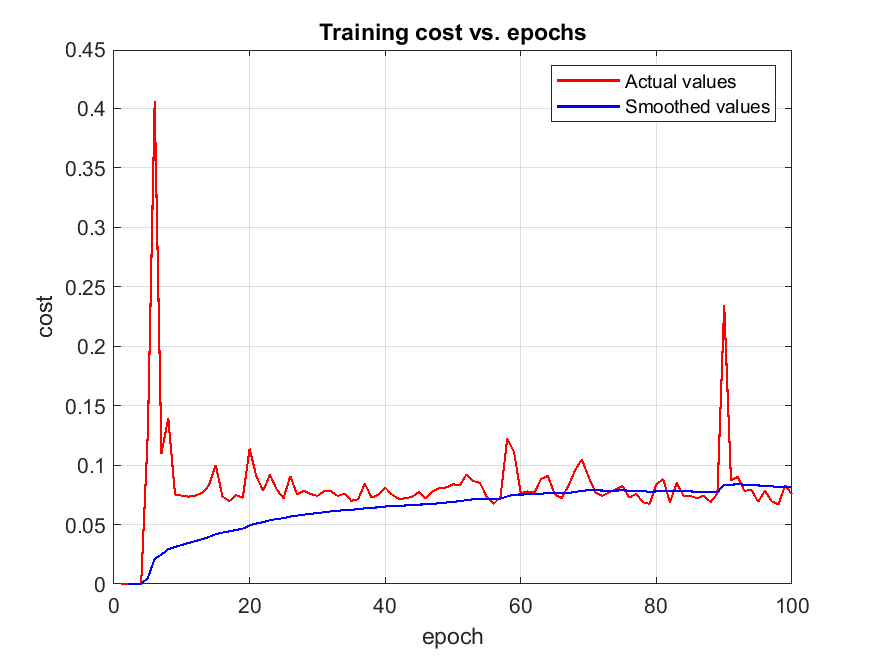 Training cost vs. epochs
0.45
0.4
0.35
0.3
0.25
0.2
0.15
0.1
0.05
0
cost
Actual values
Smoothed values
0 20 40 60 80 100
epoch